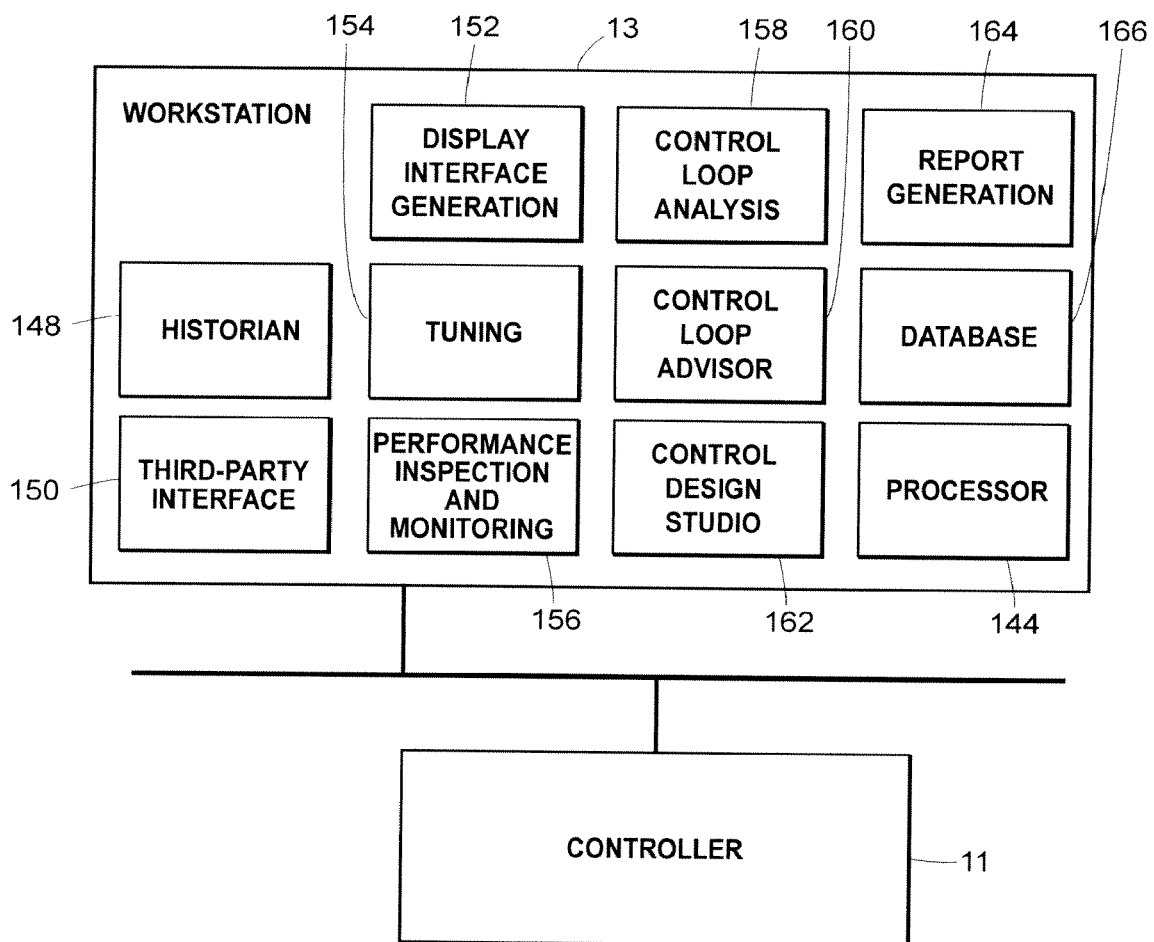 154
152
13
158
160
164
166
WORKSTATION
DISPLAY
INTERFACE
GENERATION
CONTROL
LOOP
ANALYSIS
REPORT
GENERATION
148
HISTORIAN
TUNING
CONTROL
LOOP
ADVISOR
DATABASE
150
THIRD-PARTY
INTERFACE
PERFORMANCE
INSPECTION
AND
MONITORING
CONTROL
DESIGN
STUDIO
PROCESSOR
156
162
144
CONTROLLER
11